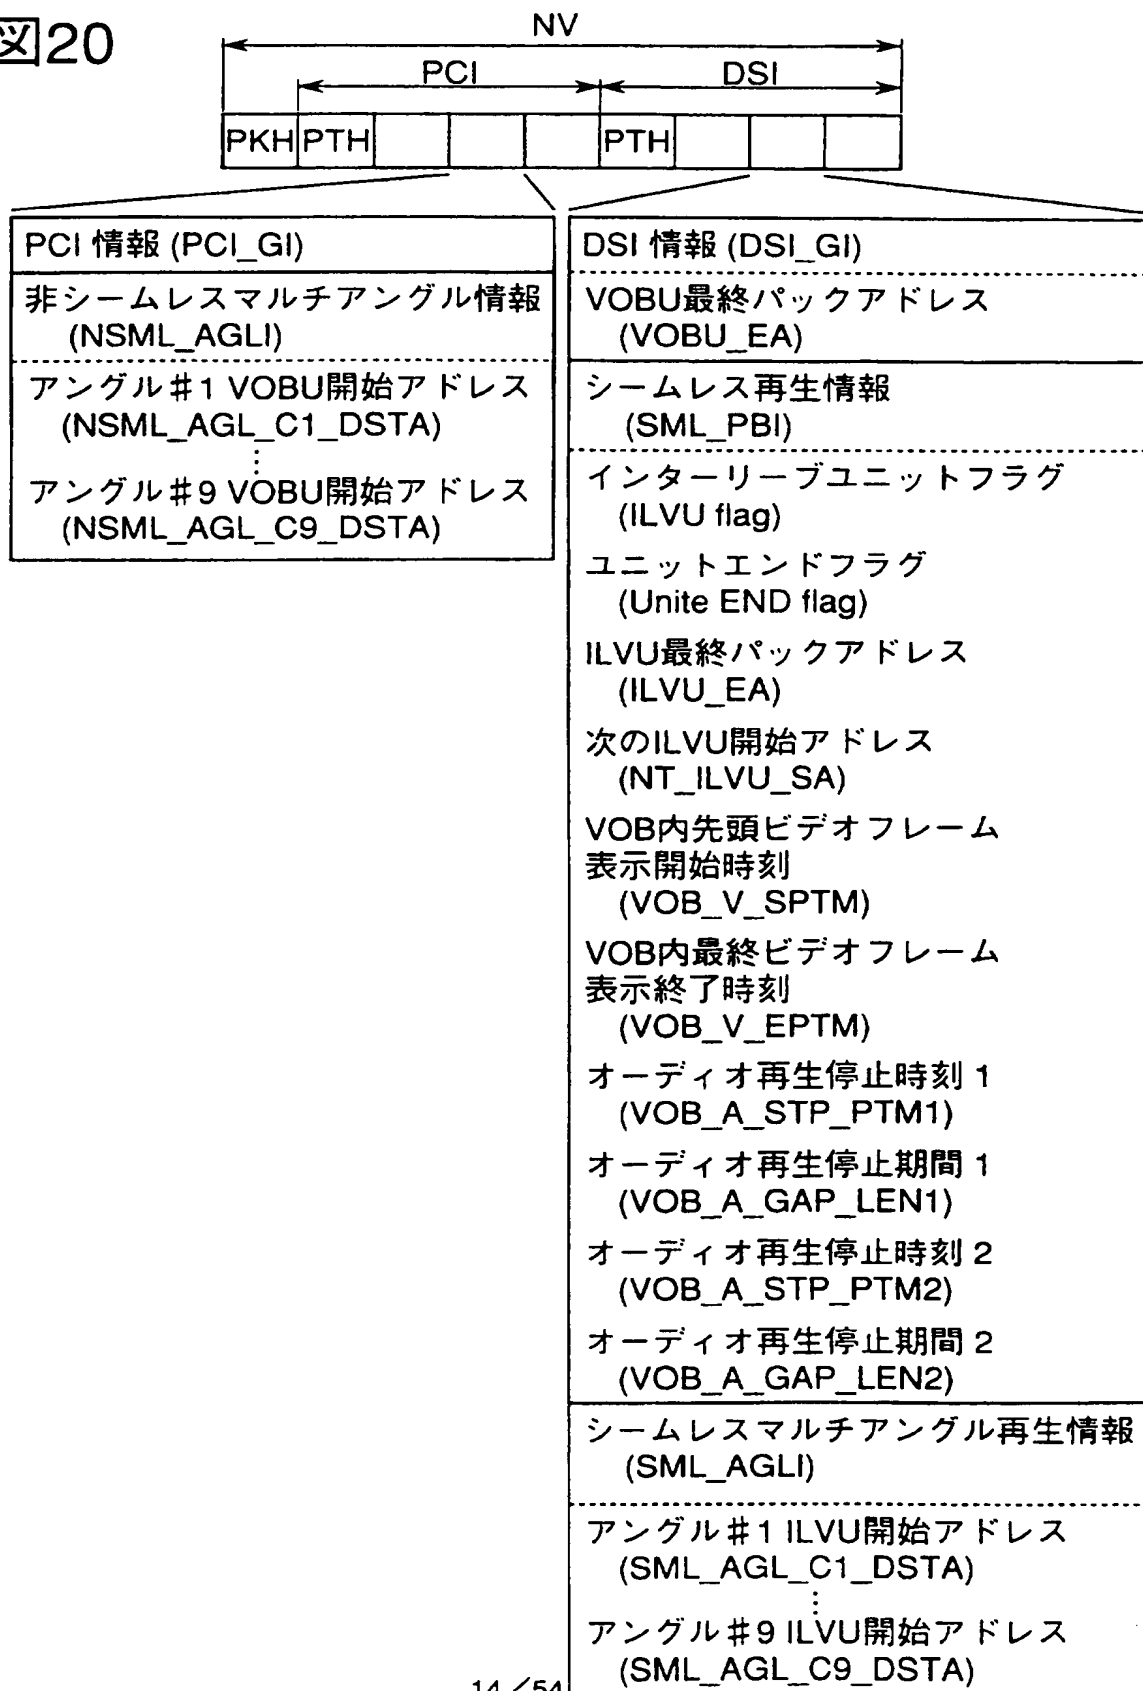 図20
NV
PCI
DSI
PKH PTH PTH
PCI 情報 (PCI_GI)
非シームレスマルチアングル情報
(NSML_AGLI)
アングル♯1 VOBU開始アドレス
(NSML_AGL_C1_DSTA)
⋮
アングル♯9 VOBU開始アドレス
(NSML_AGL_C9_DSTA)
DSI 情報 (DSI_GI)
VOBU最終パックアドレス
(VOBU_EA)
シームレス再生情報
(SML_PBI)
インターリーブユニットフラグ
(ILVU flag)
ユニットエンドフラグ
(Unite END flag)
ILVU最終パックアドレス
(ILVU_EA)
次のILVU開始アドレス
(NT_ILVU_SA)
VOB内先頭ビデオフレーム
表示開始時刻
(VOB_V_SPTM)
VOB内最終ビデオフレーム
表示終了時刻
(VOB_V_EPTM)
オーディオ再生停止時刻 1
(VOB_A_STP_PTM1)
オーディオ再生停止期間 1
(VOB_A_GAP_LEN1)
オーディオ再生停止時刻 2
(VOB_A_STP_PTM2)
オーディオ再生停止期間 2
(VOB_A_GAP_LEN2)
シームレスマルチアングル再生情報
(SML_AGLI)
アングル♯1 ILVU開始アドレス
(SML_AGL_C1_DSTA)
⋮
アングル♯9 ILVU開始アドレス
(SML_AGL_C9_DSTA)
14/54